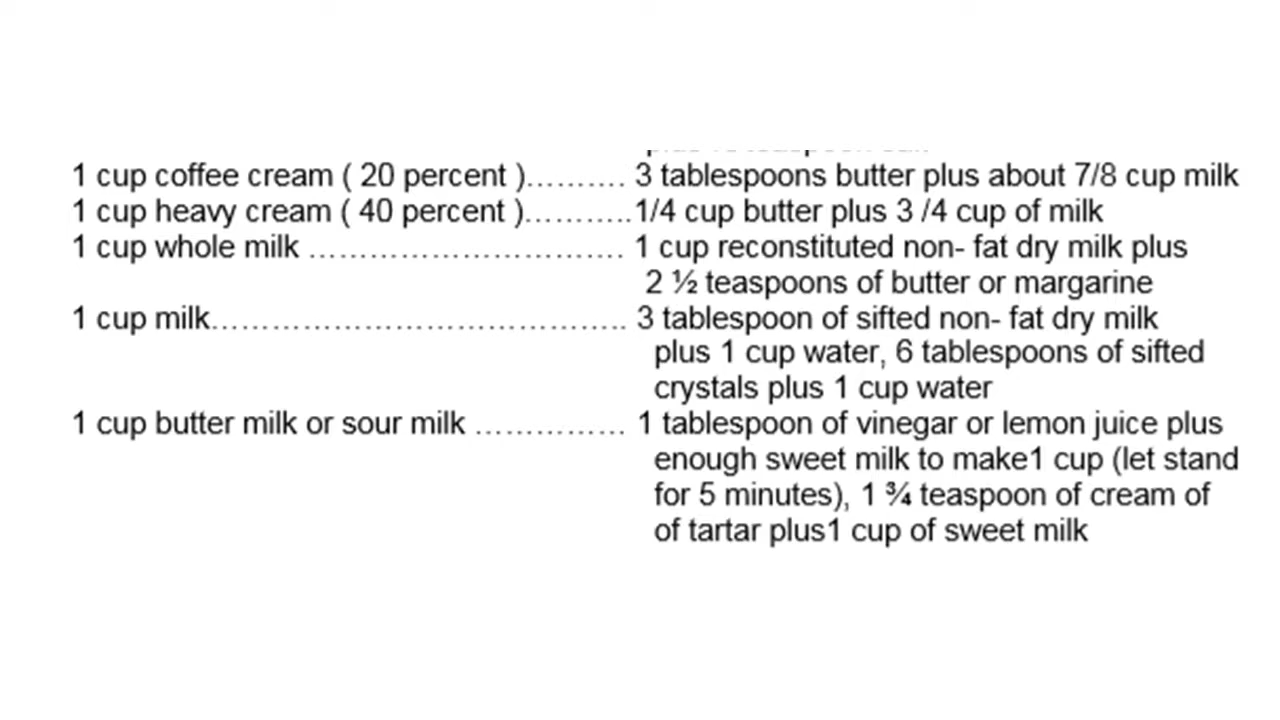 1 cup coffee cream ( 20 percent ).......... 3 tablespoons butter plus about 7/8 cup milk
1 cup heavy cream ( 40 percent )...........1/4 cup butter plus 3 /4 cup of milk
1 cup whole milk ................................ 1 cup reconstituted non- fat dry milk plus
2 ½ teaspoons of butter or margarine
1 cup milk.......................................... 3 tablespoon of sifted non- fat dry milk
plus 1 cup water, 6 tablespoons of sifted
crystals plus 1 cup water
1 cup butter milk or sour milk ............... 1 tablespoon of vinegar or lemon juice plus
enough sweet milk to make1 cup (let stand
for 5 minutes), 1 ¾ teaspoon of cream of
of tartar plus1 cup of sweet milk